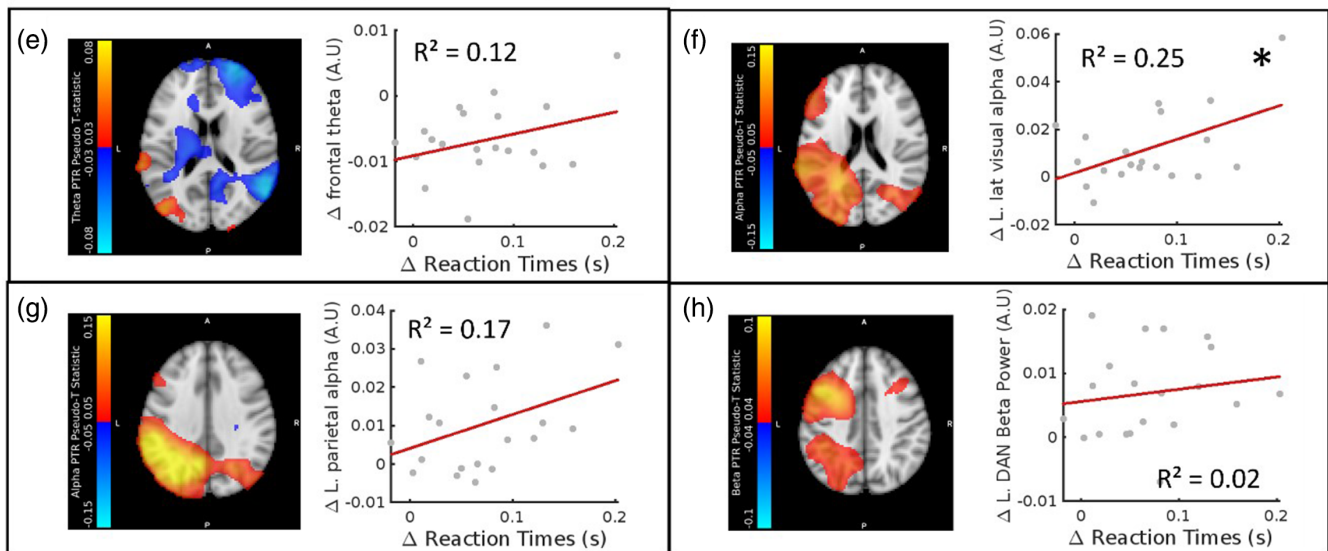 (e)
Theta PTR Pseudo T-statistic
0.08
0.03
-0.03
-0.08
A
L
R
P
Δ frontal theta (A.U)
0.01
0
-0.01
-0.02
R² = 0.12
0
0.1
0.2
Δ Reaction Times (s)
(f)
Alpha PTR Pseudo-T Statistic
0.15
0.05
-0.05
-0.15
A
L
R
P
Δ L. lat visual alpha (A.U)
0.06
0.04
0.02
0
-0.02
R² = 0.25
*
0
0.1
0.2
Δ Reaction Times (s)
(g)
Alpha PTR Pseudo-T Statistic
0.15
0.05
-0.05
-0.15
A
L
R
P
Δ L. parietal alpha (A.U)
0.04
0.03
0.02
0.01
0
-0.01
R² = 0.17
0
0.1
0.2
Δ Reaction Times (s)
(h)
Beta PTR Pseudo-T Statistic
0.1
0.04
-0.04
-0.1
A
L
R
P
Δ L. DAN Beta Power (A.U)
0.02
0.01
0
-0.01
R² = 0.02
0
0.1
0.2
Δ Reaction Times (s)